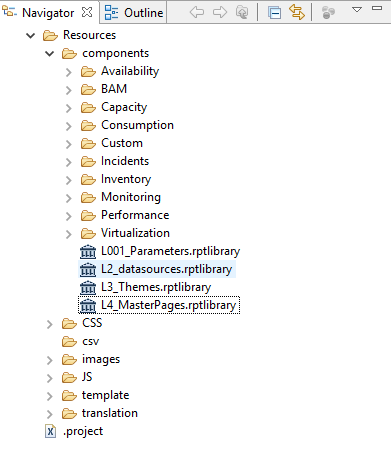 Navigator Outline
Resources
components
Availability
BAM
Capacity
Consumption
Custom
Incidents
Inventory
Monitoring
Performance
Virtualization
L001_Parameters.rptlibrary
L2_datasources.rptlibrary
L3_Themes.rptlibrary
L4_MasterPages.rptlibrary
CSS
csv
images
JS
template
translation
.project